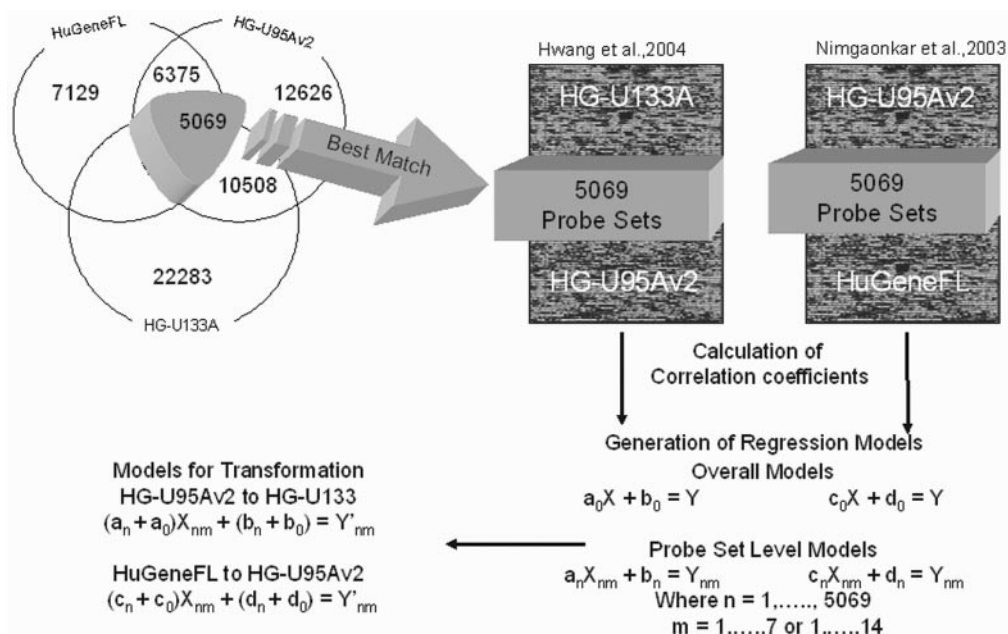 HuGeneFL
HG-U95Av2
6375
7129
12626
5069
Best Match
10508
22283
HG-U133A
Hwang et al.,2004
HG-U133A
5069
Probe Sets
HG-U95Av2
Nimgaonkar et al.,2003
HG-U95Av2
5069
Probe Sets
HuGeneFL
Calculation of
Correlation coefficients
Generation of Regression Models
Overall Models
a₀X + b₀ = Y
c₀X + d₀ = Y
Probe Set Level Models
aₙXₙₘ + bₙ = Yₙₘ
cₙXₙₘ + dₙ = Yₙₘ
Where n = 1,....., 5069
m = 1.....7 or 1.....14
Models for Transformation
HG-U95Av2 to HG-U133
(aₙ + a₀)Xₙₘ + (bₙ + b₀) = Y'ₙₘ
HuGeneFL to HG-U95Av2
(cₙ + c₀)Xₙₘ + (dₙ + d₀) = Y'ₙₘ